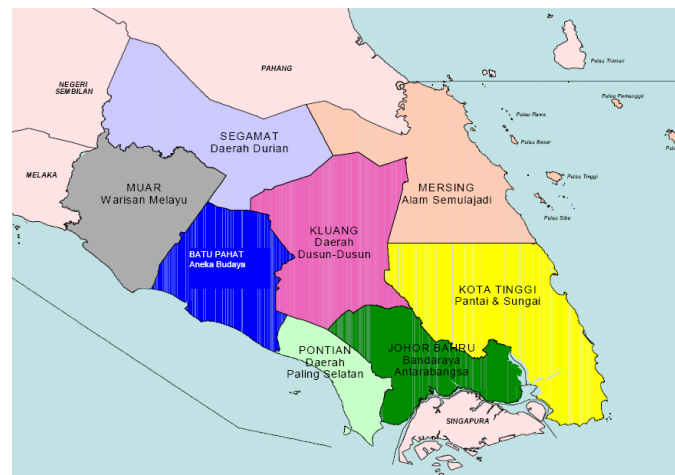 Pulau Tioman
PAHANG
NEGERI
SEMBILAN
Pulau Pemanggil
Pulau Rawa
SEGAMAT
Daerah Durian
Pulau Besar
MELAKA
Pulau Tinggi
MUAR
Warisan Melayu
MERSING
Alam Semulajadi
Pulau Sibu
KLUANG
Daerah
Dusun-Dusun
BATU PAHAT
Aneka Budaya
KOTA TINGGI
Pantai & Sungai
JOHOR BAHRU
Bandaraya
Antarabangsa
PONTIAN
Daerah
Paling Selatan
SINGAPURA